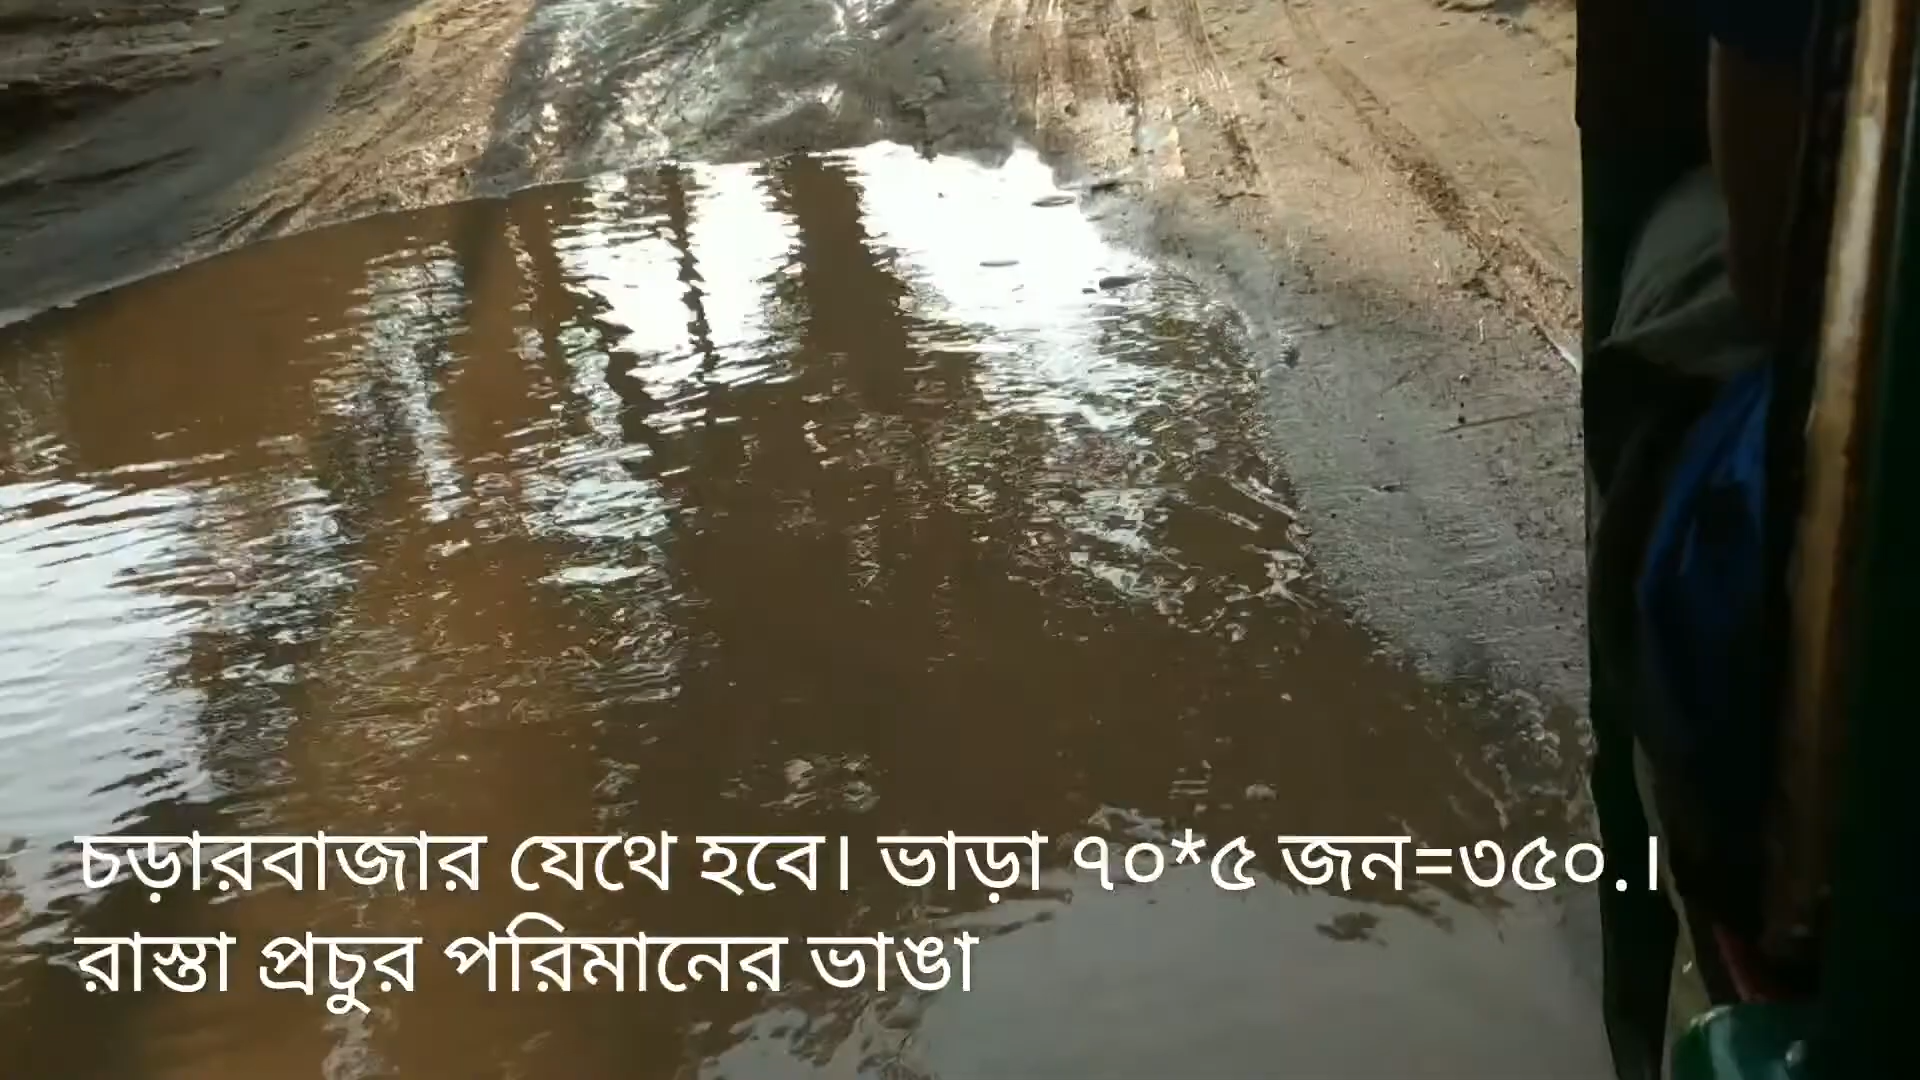 চড়ারবাজার যেথে হবে। ভাড়া ৭০*৫ জন=৩৫০.।
রাস্তা প্রচুর পরিমানের ভাঙা